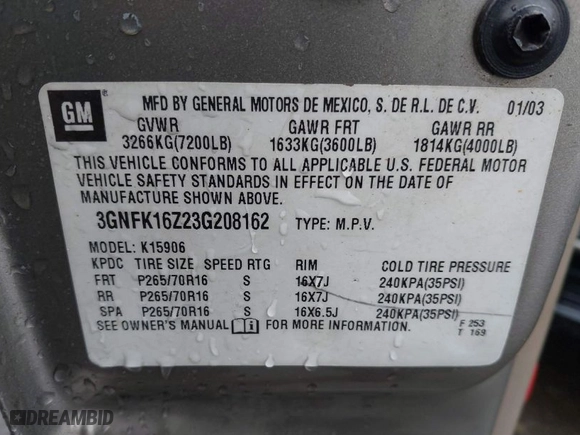 GM
MFD BY GENERAL MOTORS DE MEXICO, S. DE R.L. DE C.V. 01/03
GVWR GAWR FRT GAWR RR
3266KG(7200LB) 1633KG(3600LB) 1814KG(4000LB)
THIS VEHICLE CONFORMS TO ALL APPLICABLE U.S. FEDERAL MOTOR
VEHICLE SAFETY STANDARDS IN EFFECT ON THE DATE OF
MANUFACTURE SHOWN ABOVE.
3GNFK16Z23G208162 TYPE: M.P.V.
MODEL: K15906
KPDC TIRE SIZE SPEED RTG RIM COLD TIRE PRESSURE
FRT P265/70R16 S 16X7J 240KPA(35PSI)
RR P265/70R16 S 16X7J 240KPA(35PSI)
SPA P265/70R16 S 16X6.5J 240KPA(35PSI)
SEE OWNER'S MANUAL FOR MORE INFORMATION. F 253
T 169
DREAMBID